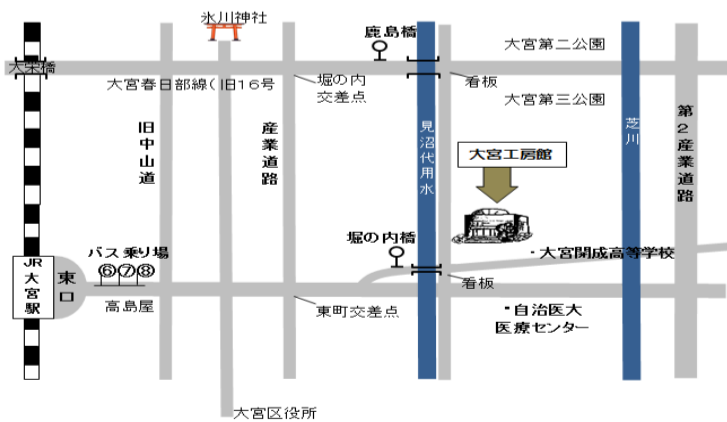 氷川神社
鹿島橋
大宮第二公園
大栄橋
大宮春日部線(旧16号
堀の内
交差点
看板
大宮第三公園
旧中山道
産業道路
見沼代用水
芝川
第2産業道路
大宮工房館
堀の内橋
・大宮開成高等学校
バス乗り場
⑥⑦⑧
JR大宮駅
東口
看板
高島屋
東町交差点
・自治医大
医療センター
大宮区役所